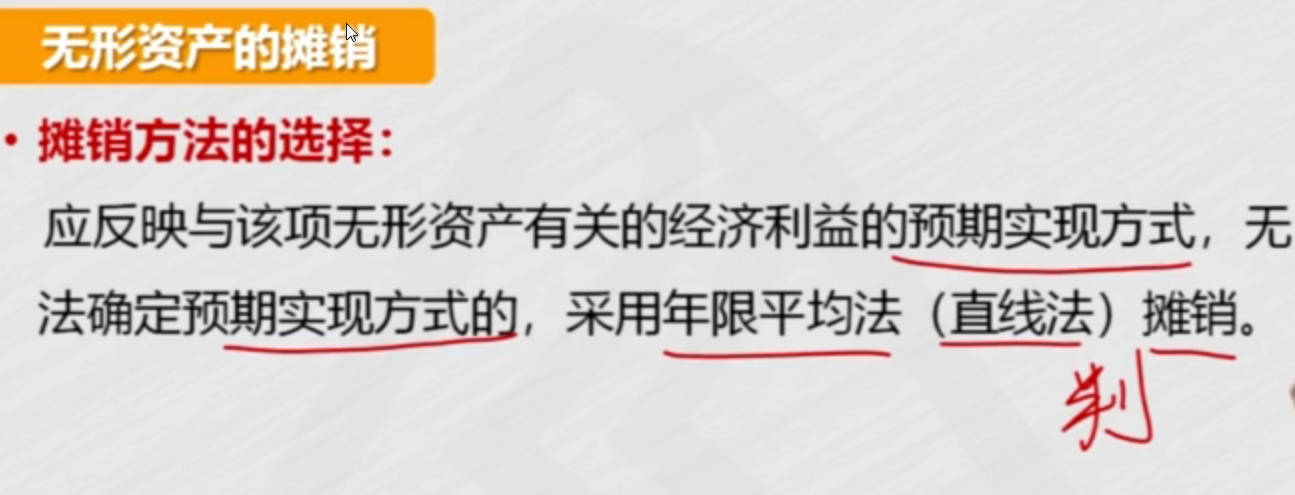 无形资产的摊销
• 摊销方法的选择：
应反映与该项无形资产有关的经济利益的预期实现方式，无
法确定预期实现方式的，采用年限平均法（直线法）摊销。
判